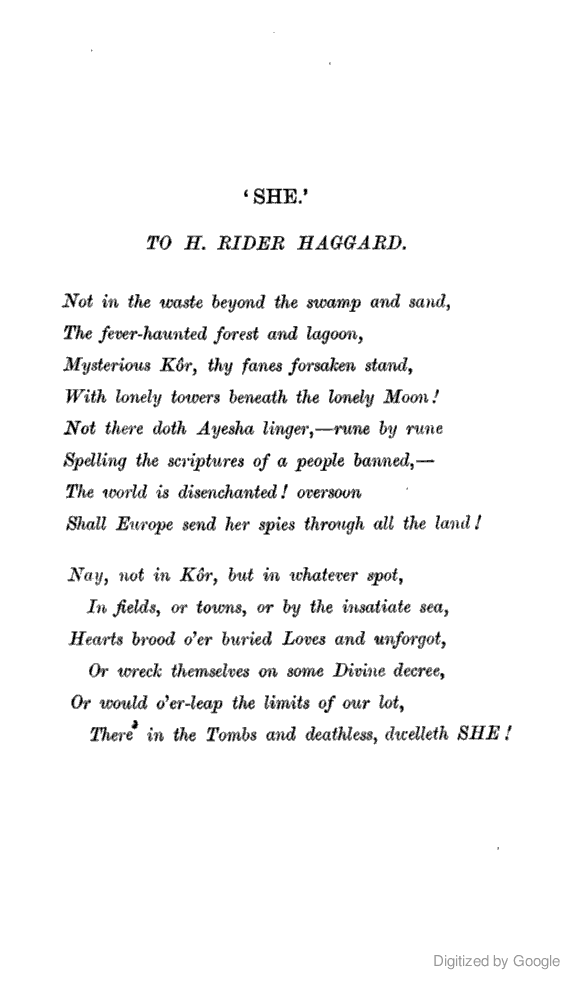 ‘SHE.’
TO H. RIDER HAGGARD.
Not in the waste beyond the swamp and sand,
The fever-haunted forest and lagoon,
Mysterious Kôr, thy fanes forsaken stand,
With lonely towers beneath the lonely Moon!
Not there doth Ayesha linger,—rune by rune
Spelling the scriptures of a people banned,—
The world is disenchanted! oversoon
Shall Europe send her spies through all the land!
Nay, not in Kôr, but in whatever spot,
In fields, or towns, or by the insatiate sea,
Hearts brood o'er buried Loves and unforgot,
Or wreck themselves on some Divine decree,
Or would o'er-leap the limits of our lot,
There in the Tombs and deathless, dwelleth SHE!
Digitized by Google